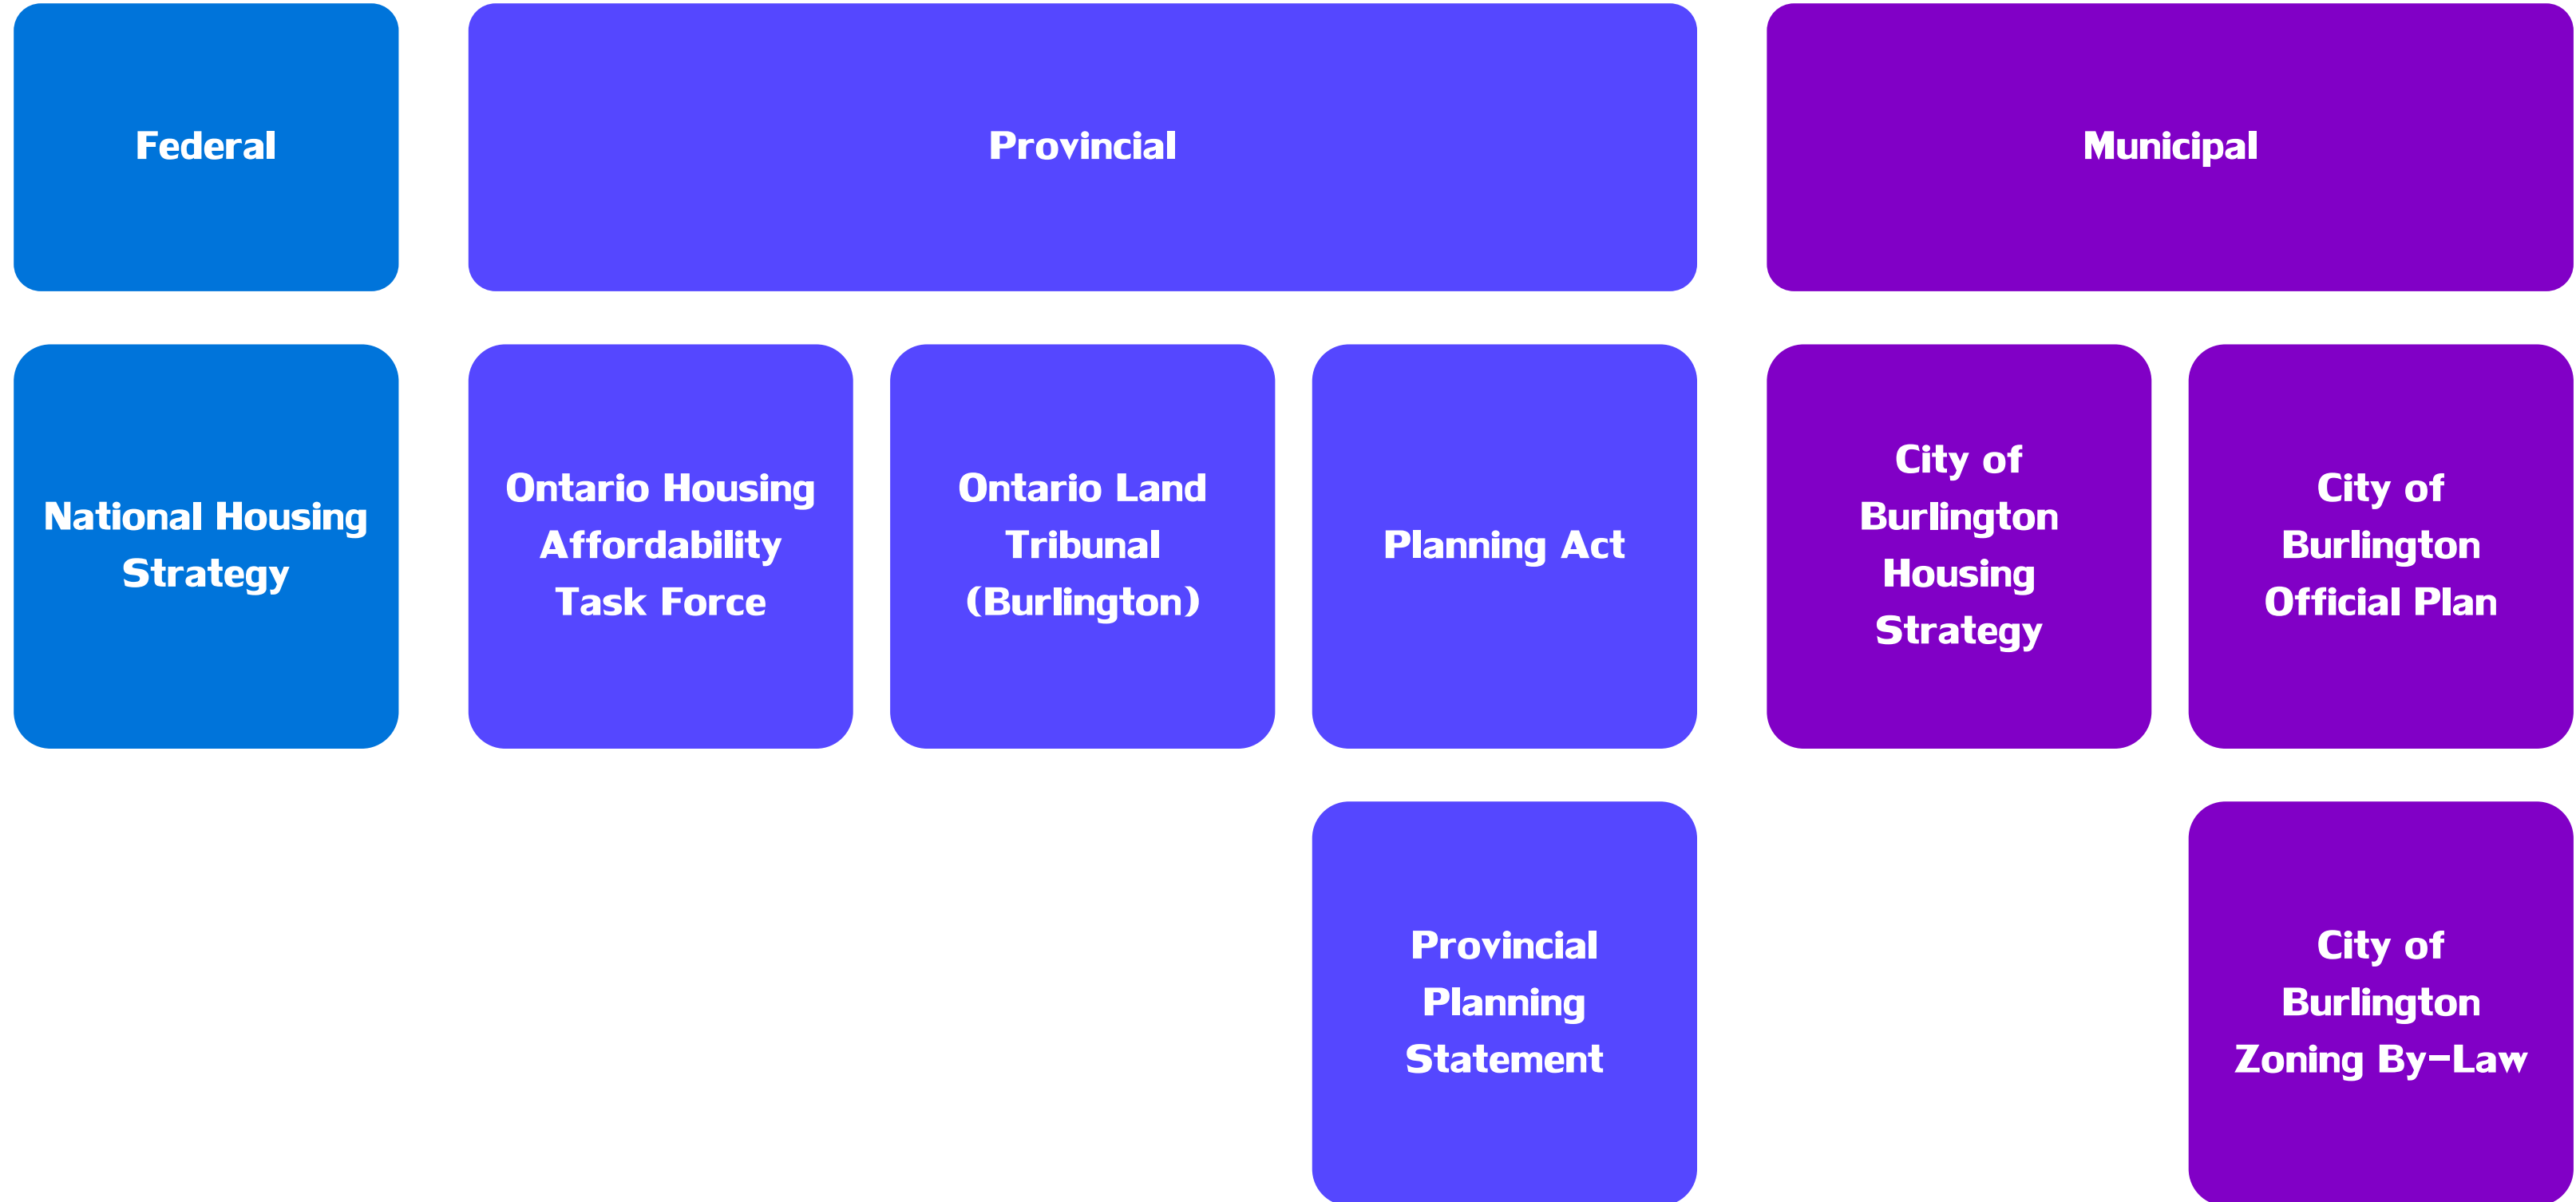 Federal
Provincial
Municipal
National Housing
Strategy
Ontario Housing
Affordability
Task Force
Ontario Land
Tribunal
(Burlington)
Planning Act
City of
Burlington
Housing
Strategy
City of
Burlington
Official Plan
Provincial
Planning
Statement
City of
Burlington
Zoning By-Law